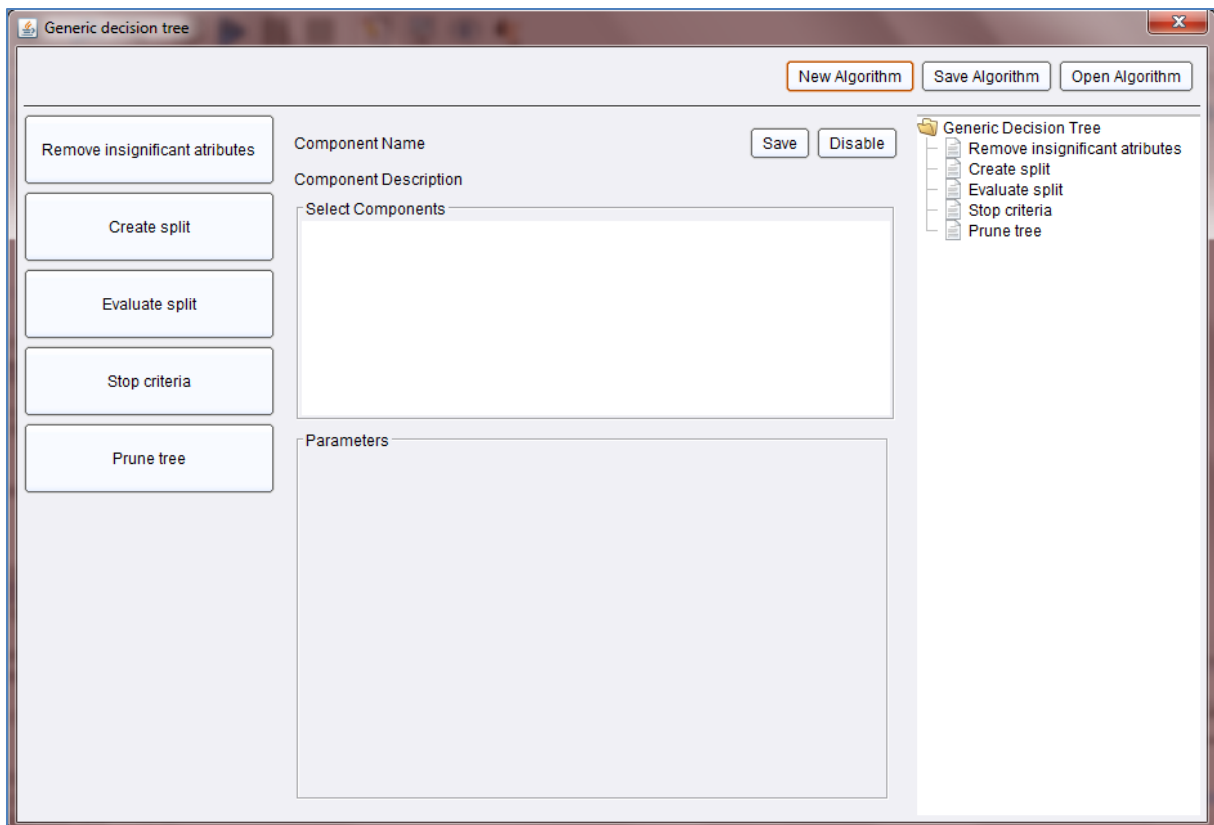 Generic decision tree
X
New Algorithm Save Algorithm Open Algorithm
Remove insignificant atributes
Create split
Evaluate split
Stop criteria
Prune tree
Component Name Save Disable
Component Description
Select Components
Parameters
Generic Decision Tree
Remove insignificant atributes
Create split
Evaluate split
Stop criteria
Prune tree